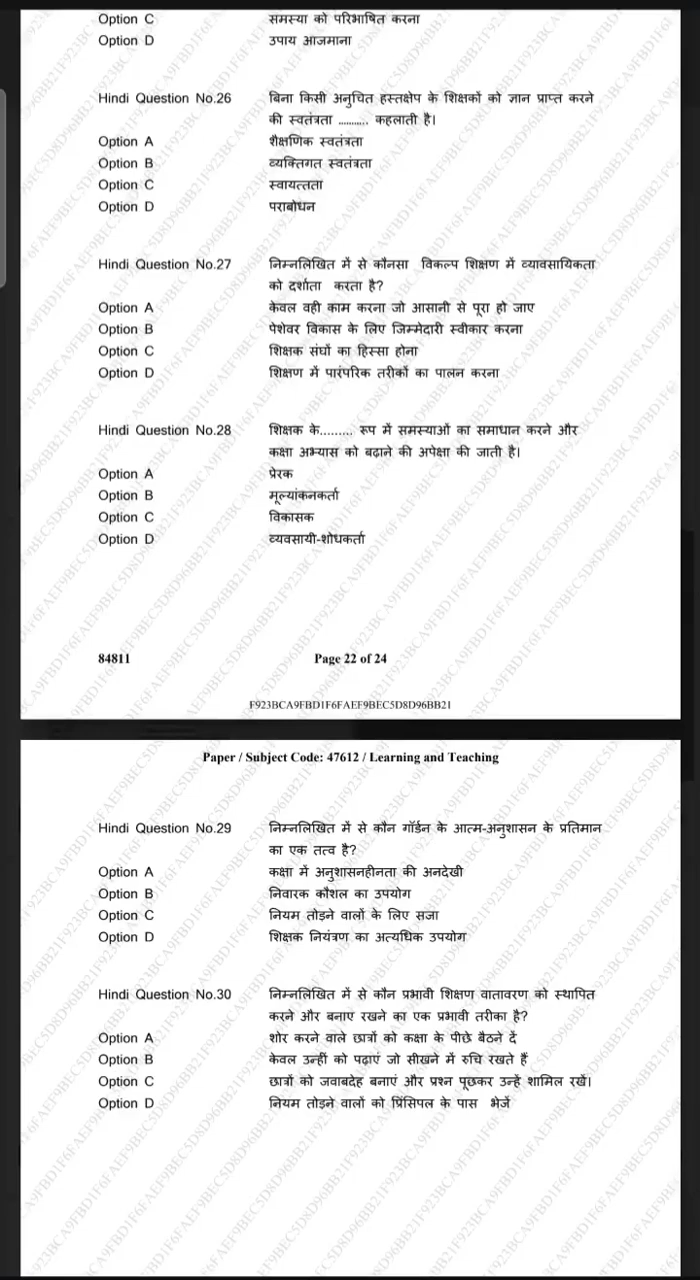 Option C समस्या को परिभाषित करना
Option D उपाय आजमाना
Hindi Question No.26 बिना किसी अनुचित हस्तक्षेप के शिक्षकों को ज्ञान प्राप्त करने
की स्वतंत्रता ........... कहलाती है।
Option A शैक्षणिक स्वतंत्रता
Option B व्यक्तिगत स्वतंत्रता
Option C स्वायत्तता
Option D पराबोधन
Hindi Question No.27 निम्नलिखित में से कौनसा विकल्प शिक्षण में व्यावसायिकता
को दर्शाता करता है?
Option A केवल वही काम करना जो आसानी से पूरा हो जाए
Option B पेशेवर विकास के लिए जिम्मेदारी स्वीकार करना
Option C शिक्षक संघों का हिस्सा होना
Option D शिक्षण में पारंपरिक तरीकों का पालन करना
Hindi Question No.28 शिक्षक के......... रूप में समस्याओं का समाधान करने और
कक्षा अभ्यास को बढ़ाने की अपेक्षा की जाती है।
Option A प्रेरक
Option B मूल्यांकनकर्ता
Option C विकासक
Option D व्यवसायी-शोधकर्ता
84811 Page 22 of 24
F923BCA9FBD1F6FAEF9BEC5D8D96BB21
Paper / Subject Code: 47612 / Learning and Teaching
Hindi Question No.29 निम्नलिखित में से कौन गॉर्डन के आत्म-अनुशासन के प्रतिमान
का एक तत्व है?
Option A कक्षा में अनुशासनहीनता की अनदेखी
Option B निवारक कौशल का उपयोग
Option C नियम तोड़ने वालों के लिए सजा
Option D शिक्षक नियंत्रण का अत्यधिक उपयोग
Hindi Question No.30 निम्नलिखित में से कौन प्रभावी शिक्षण वातावरण को स्थापित
करने और बनाए रखने का एक प्रभावी तरीका है?
Option A शोर करने वाले छात्रों को कक्षा के पीछे बैठने दें
Option B केवल उन्हीं को पढ़ाएं जो सीखने में रुचि रखते हैं
Option C छात्रों को जवाबदेह बनाएं और प्रश्न पूछकर उन्हें शामिल रखें।
Option D नियम तोड़ने वालों को प्रिंसिपल के पास भेजें